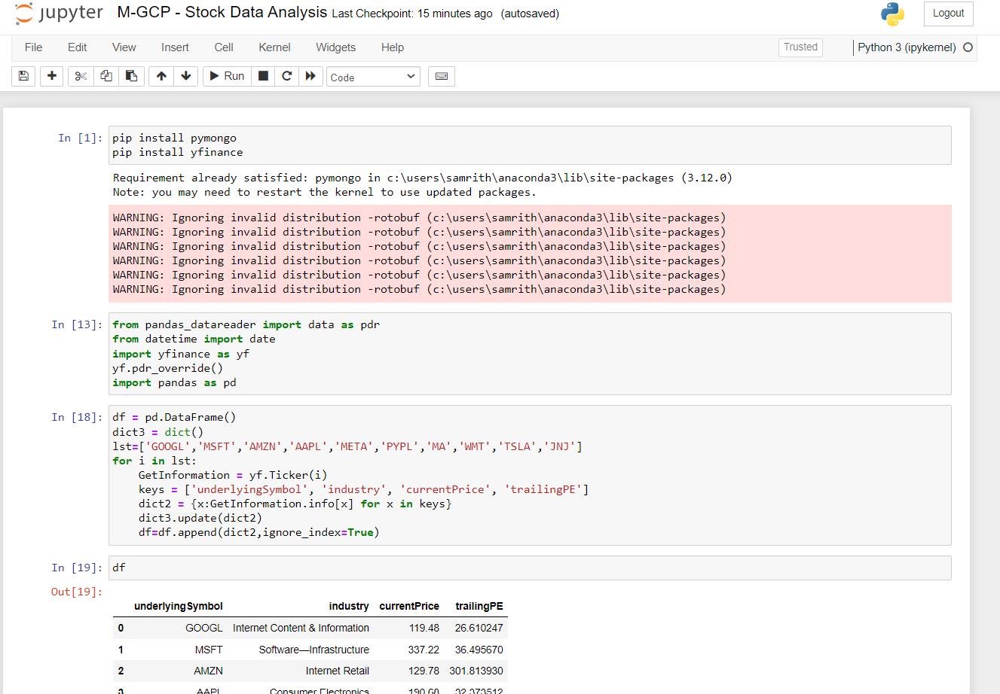 jupyter M-GCP - Stock Data Analysis Last Checkpoint: 15 minutes ago (autosaved) Logout
File Edit View Insert Cell Kernel Widgets Help Trusted Python 3 (ipykernel)
Run Code
In [1]: pip install pymongo
pip install yfinance
Requirement already satisfied: pymongo in c:\users\samrith\anaconda3\lib\site-packages (3.12.0)
Note: you may need to restart the kernel to use updated packages.
WARNING: Ignoring invalid distribution -rotobuf (c:\users\samrith\anaconda3\lib\site-packages)
WARNING: Ignoring invalid distribution -rotobuf (c:\users\samrith\anaconda3\lib\site-packages)
WARNING: Ignoring invalid distribution -rotobuf (c:\users\samrith\anaconda3\lib\site-packages)
WARNING: Ignoring invalid distribution -rotobuf (c:\users\samrith\anaconda3\lib\site-packages)
WARNING: Ignoring invalid distribution -rotobuf (c:\users\samrith\anaconda3\lib\site-packages)
WARNING: Ignoring invalid distribution -rotobuf (c:\users\samrith\anaconda3\lib\site-packages)
In [13]: from pandas_datareader import data as pdr
from datetime import date
import yfinance as yf
yf.pdr_override()
import pandas as pd
In [18]: df = pd.DataFrame()
dict3 = dict()
lst=['GOOGL','MSFT','AMZN','AAPL','META','PYPL','MA','WMT','TSLA','JNJ']
for i in lst:
    GetInformation = yf.Ticker(i)
    keys = ['underlyingSymbol', 'industry', 'currentPrice', 'trailingPE']
    dict2 = {x:GetInformation.info[x] for x in keys}
    dict3.update(dict2)
    df=df.append(dict2,ignore_index=True)
In [19]: df
Out[19]:
underlyingSymbol industry currentPrice trailingPE
0 GOOGL Internet Content & Information 119.48 26.610247
1 MSFT Software—Infrastructure 337.22 36.495670
2 AMZN Internet Retail 129.78 301.813930
3 AAPL Consumer Electronics 190.60